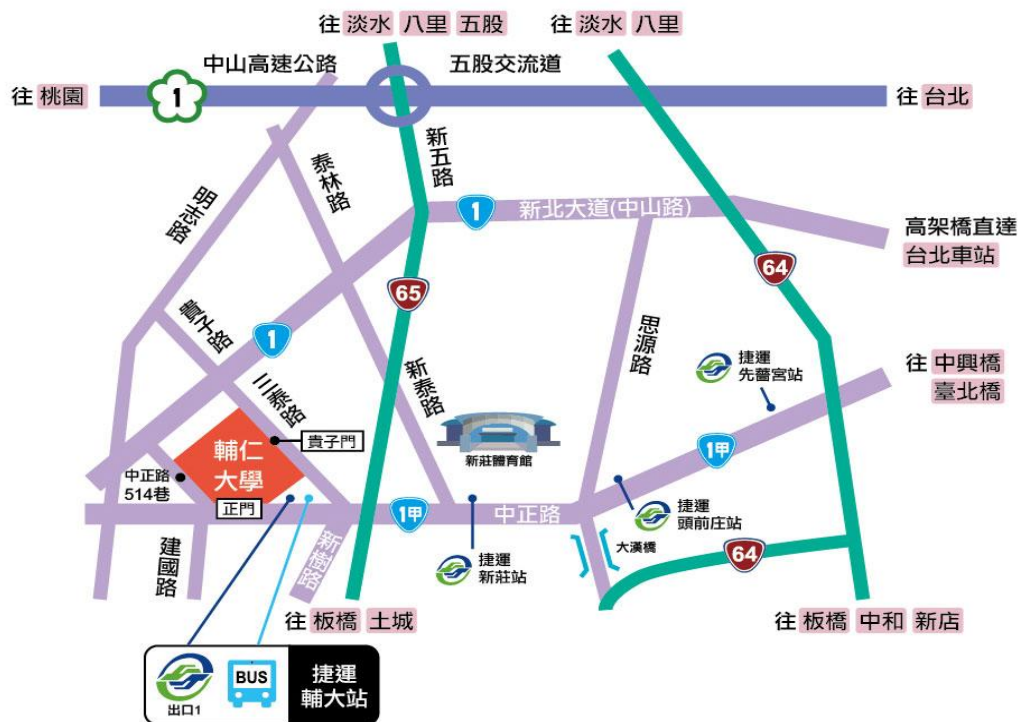 往 淡水 八里 五股
往 淡水 八里
中山高速公路
五股交流道
往 桃園
1
往 台北
新五路
泰林路
明志路
1
新北大道(中山路)
高架橋直達
台北車站
64
65
貴子路
1
思源路
捷運
先嗇宮站
往 中興橋
臺北橋
新泰路
三泰路
貴子門
新莊體育館
輔仁
大學
中正路
514巷
正門
1甲
1甲
中正路
捷運
頭前庄站
建國路
新樹路
捷運
新莊站
大漢橋
64
往 板橋 土城
往 板橋 中和 新店
出口1
BUS
捷運
輔大站